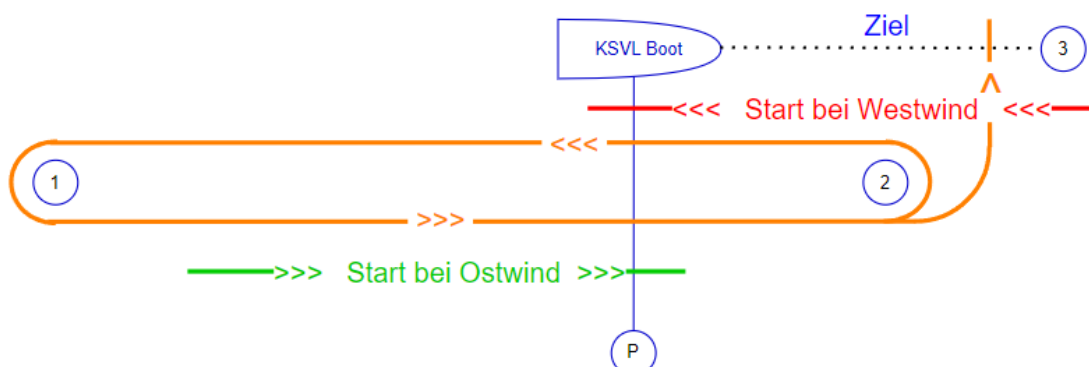 Ziel
KSVL Boot
3
<<< Start bei Westwind <<<
<<<
1
2
>>>
>>> Start bei Ostwind >>>
P